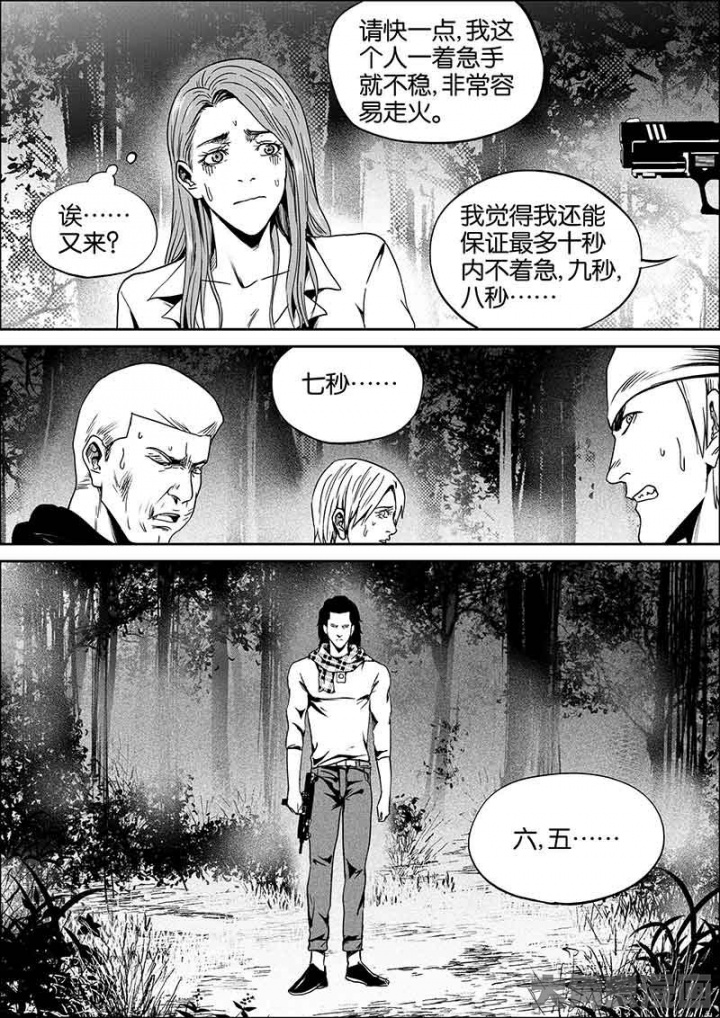 请快一点,我这
个人一着急手
就不稳,非常容
易走火。
诶……
又来?
我觉得我还能
保证最多十秒
内不着急,九秒,
八秒……
七秒……
六,五……